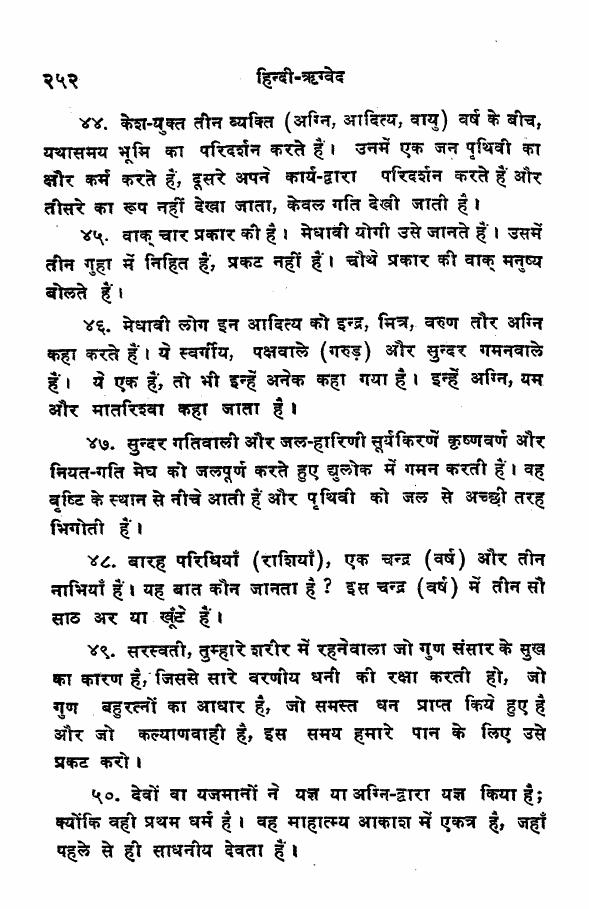 २५२ हिन्दी-ऋग्वेद
४४. केश-युक्त तीन व्यक्ति (अग्नि, आदित्य, वायु) वर्ष के बीच,
यथासमय भूमि का परिदर्शन करते हैं। उनमें एक जन पृथिवी का
क्षौर कर्म करते हैं, दूसरे अपने कार्य-द्वारा परिदर्शन करते हैं और
तीसरे का रूप नहीं देखा जाता, केवल गति देखी जाती है।
४५. वाक् चार प्रकार की है। मेधावी योगी उसे जानते हैं। उसमें
तीन गुहा में निहित हैं, प्रकट नहीं हैं। चौथे प्रकार की वाक् मनुष्य
बोलते हैं।
४६. मेधावी लोग इन आदित्य को इन्द्र, मित्र, वरुण तौर अग्नि
कहा करते हैं। ये स्वर्गीय, पक्षवाले (गरुड़) और सुन्दर गमनवाले
हैं। ये एक हैं, तो भी इन्हें अनेक कहा गया है। इन्हें अग्नि, यम
और मातरिश्वा कहा जाता है।
४७. सुन्दर गतिवाली और जल-हारिणी सूर्यकिरणें कृष्णवर्ण और
नियत-गति मेघ को जलपूर्ण करते हुए द्युलोक में गमन करती हैं। वह
वृष्टि के स्थान से नीचे आती हैं और पृथिवी को जल से अच्छी तरह
भिगोती हैं।
४८. बारह परिधियाँ (राशियाँ), एक चन्द्र (वर्ष) और तीन
नाभियाँ हैं। यह बात कौन जानता है? इस चन्द्र (वर्ष) में तीन सौ
साठ अर या खूँटे हैं।
४९. सरस्वती, तुम्हारे शरीर में रहनेवाला जो गुण संसार के सुख
का कारण है, जिससे सारे वरणीय धनी की रक्षा करती हो, जो
गुण बहुरत्नों का आधार है, जो समस्त धन प्राप्त किये हुए है
और जो कल्याणवाही है, इस समय हमारे पान के लिए उसे
प्रकट करो।
५०. देवों वा यजमानों ने यज्ञ या अग्नि-द्वारा यज्ञ किया है;
क्योंकि वही प्रथम धर्म है। वह माहात्म्य आकाश में एकत्र है, जहाँ
पहले से ही साधनीय देवता हैं।